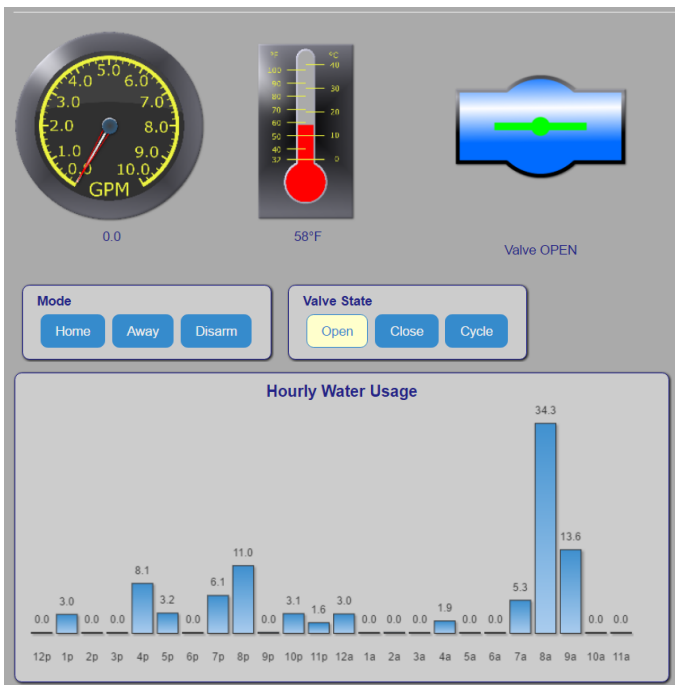 5.0
4.0 6.0
3.0 7.0
2.0 8.0
1.0 9.0
0.0 10.0
GPM
0.0
°F °C
100 40
90
80 30
70
60 20
50 10
40
32 0
58°F
Valve OPEN
Mode
Home Away Disarm
Valve State
Open Close Cycle
Hourly Water Usage
0.0 3.0 0.0 0.0 8.1 3.2 0.0 6.1 11.0 0.0 3.1 1.6 3.0 0.0 0.0 0.0 1.9 0.0 0.0 5.3 34.3 13.6 0.0 0.0
12p 1p 2p 3p 4p 5p 6p 7p 8p 9p 10p 11p 12a 1a 2a 3a 4a 5a 6a 7a 8a 9a 10a 11a